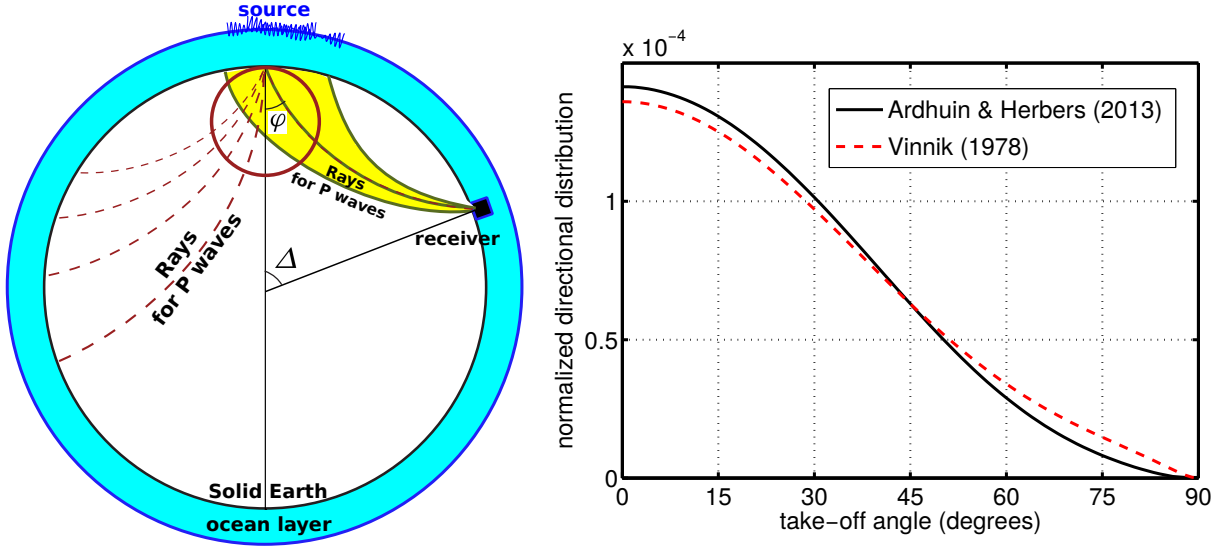 source
φ
Rays
for P waves
Rays
for P waves
receiver
Δ
Solid Earth
ocean layer
x 10⁻⁴
normalized directional distribution
1
0.5
0
Ardhuin & Herbers (2013)
Vinnik (1978)
0 15 30 45 60 75 90
take−off angle (degrees)